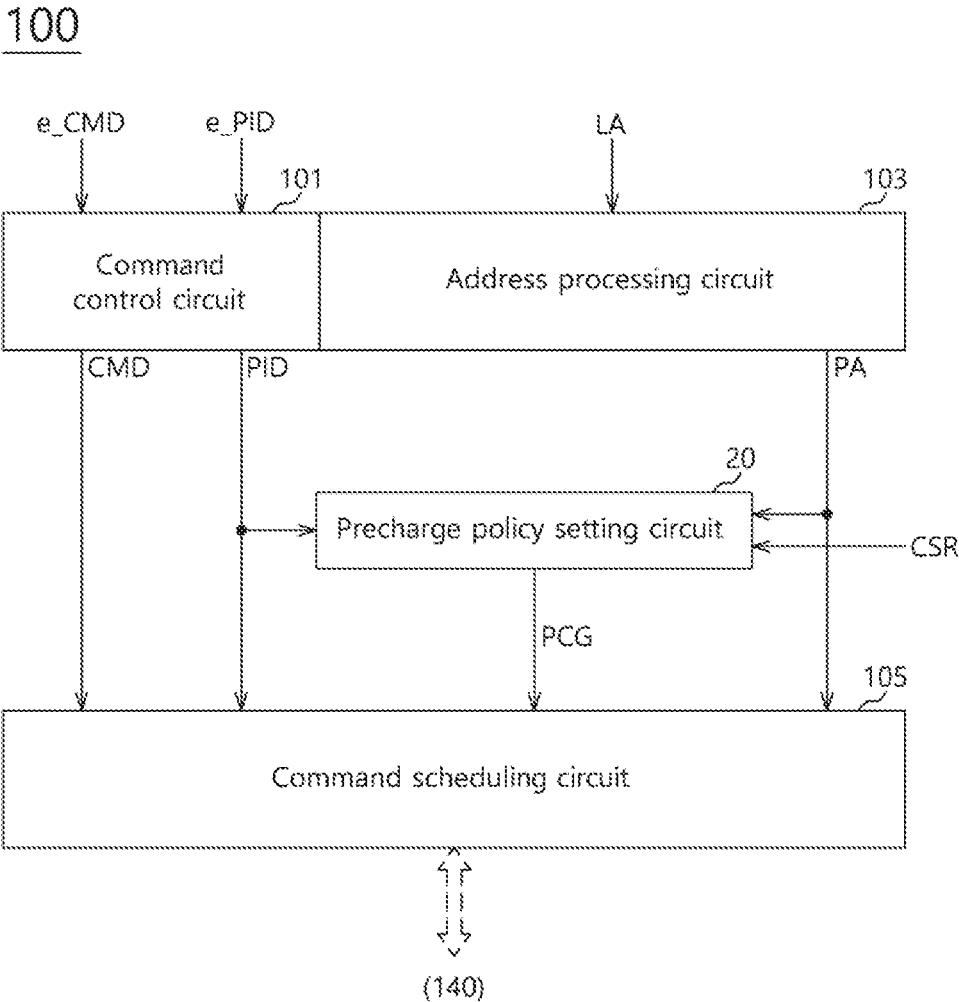 100
e_CMD
e_PID
LA
101
103
Command
control circuit
Address processing circuit
CMD
PID
PA
20
Precharge policy setting circuit
CSR
PCG
105
Command scheduling circuit
(140)